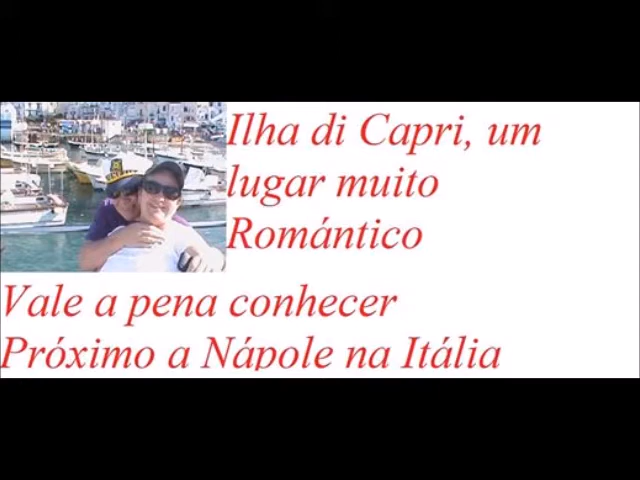 Ilha di Capri, um
lugar muito
Romántico
Vale a pena conhecer
Próximo a Nápole na Itália